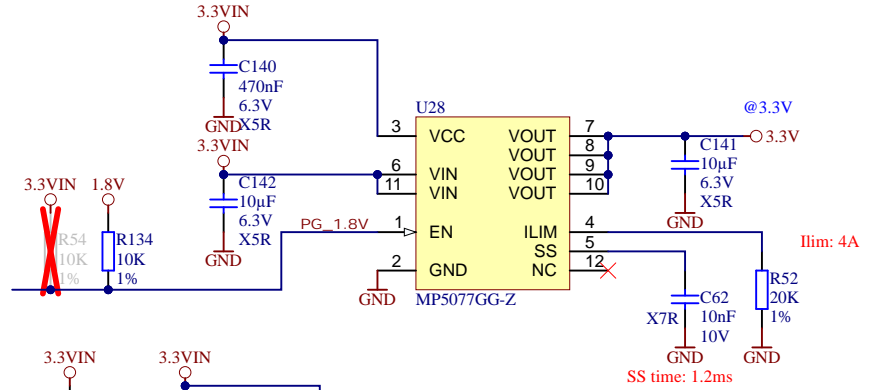 3.3VIN
C140
470nF
6.3V
X5R
GND
U28
@3.3V
3 VCC VOUT 7
3.3V
VOUT 8
C141
3.3VIN
6 VIN VOUT 9
10µF
11 VIN VOUT 10
6.3V
C142
X5R
10µF
6.3V
X5R
GND
GND
3.3VIN 1.8V
PG_1.8V
1 EN ILIM 4
R54 R134
SS 5
Ilim: 4A
10K 10K
1% 1%
2 GND NC 12
GND
MP5077GG-Z
C62
10nF
10V
X7R
R52
20K
1%
GND GND
SS time: 1.2ms
3.3VIN 3.3VIN